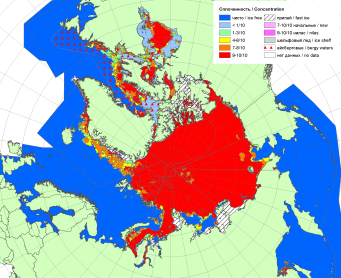 Сплоченность / Concentration
чисто / ice free
< 1/10
1-3/10
4-6/10
7-8/10
9-10/10
припай / fast ice
7-10/10 начальные / new
9-10/10 нилас / nilas
шельфовый лед / ice shelf
айсберговые / bergy waters
нет данных / no data